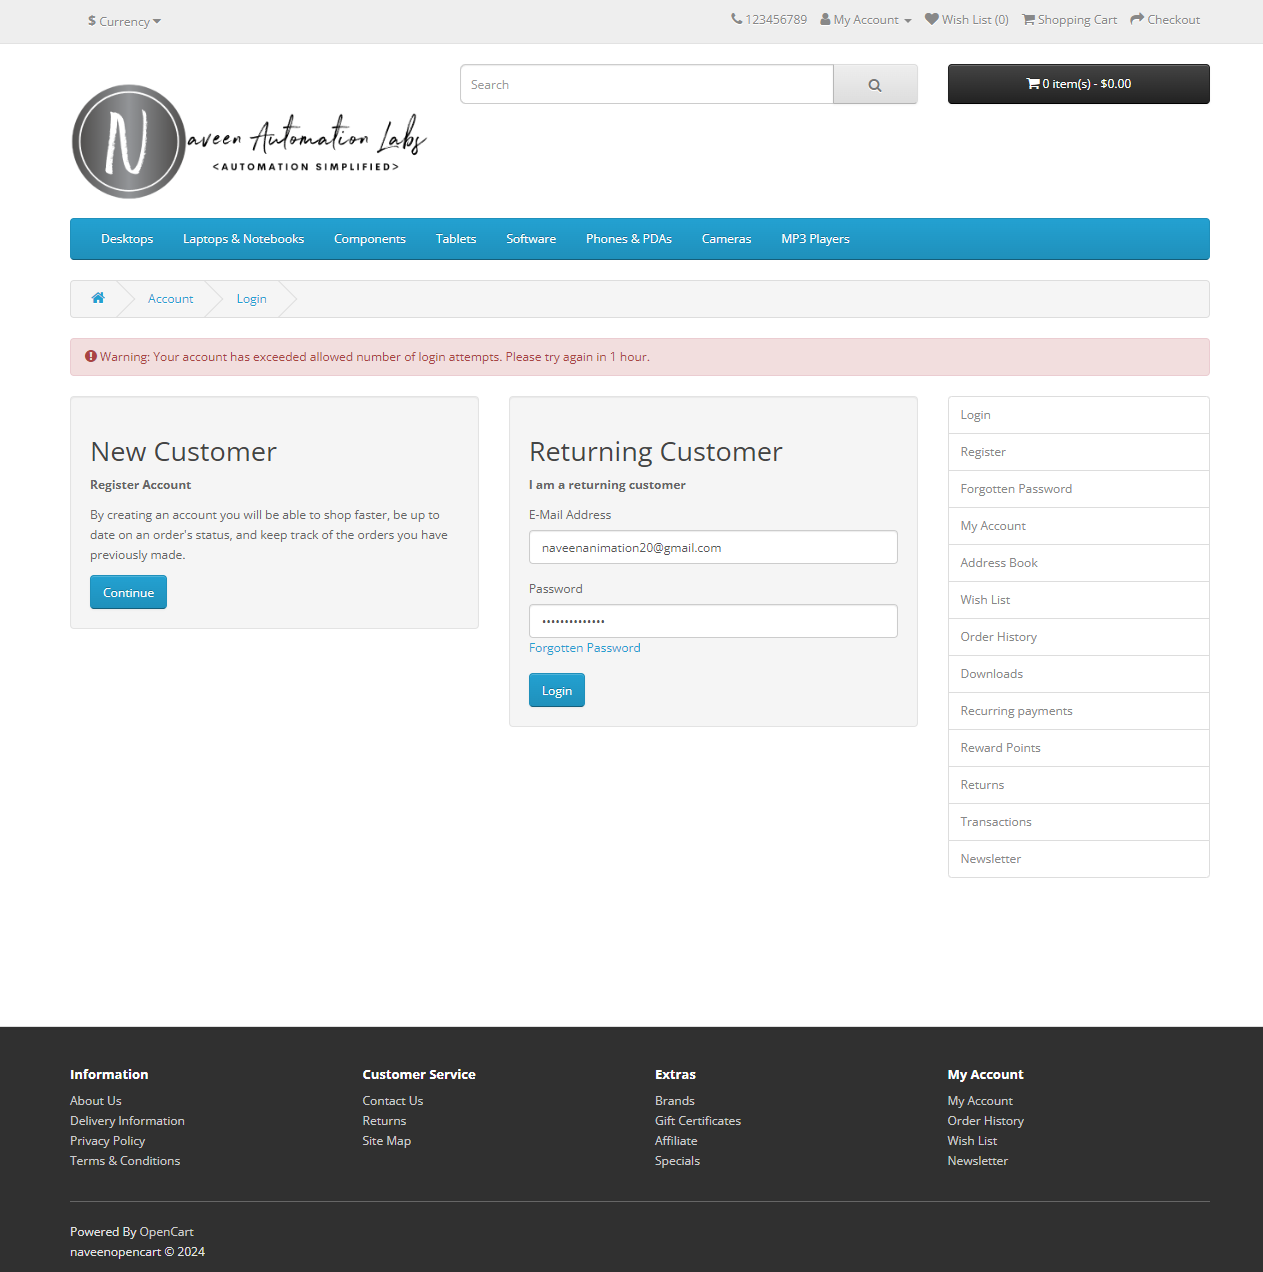 $ Currency
123456789 My Account Wish List (0) Shopping Cart Checkout
Search
0 item(s) - $0.00
N
aveen Automation Labs
<AUTOMATION SIMPLIFIED>
Desktops Laptops & Notebooks Components Tablets Software Phones & PDAs Cameras MP3 Players
Account Login
Warning: Your account has exceeded allowed number of login attempts. Please try again in 1 hour.
New Customer
Register Account
By creating an account you will be able to shop faster, be up to
date on an order's status, and keep track of the orders you have
previously made.
Continue
Returning Customer
I am a returning customer
E-Mail Address
naveenanimation20@gmail.com
Password
••••••••••••••
Forgotten Password
Login
Login
Register
Forgotten Password
My Account
Address Book
Wish List
Order History
Downloads
Recurring payments
Reward Points
Returns
Transactions
Newsletter
Information
About Us
Delivery Information
Privacy Policy
Terms & Conditions
Customer Service
Contact Us
Returns
Site Map
Extras
Brands
Gift Certificates
Affiliate
Specials
My Account
My Account
Order History
Wish List
Newsletter
Powered By OpenCart
naveenopencart © 2024